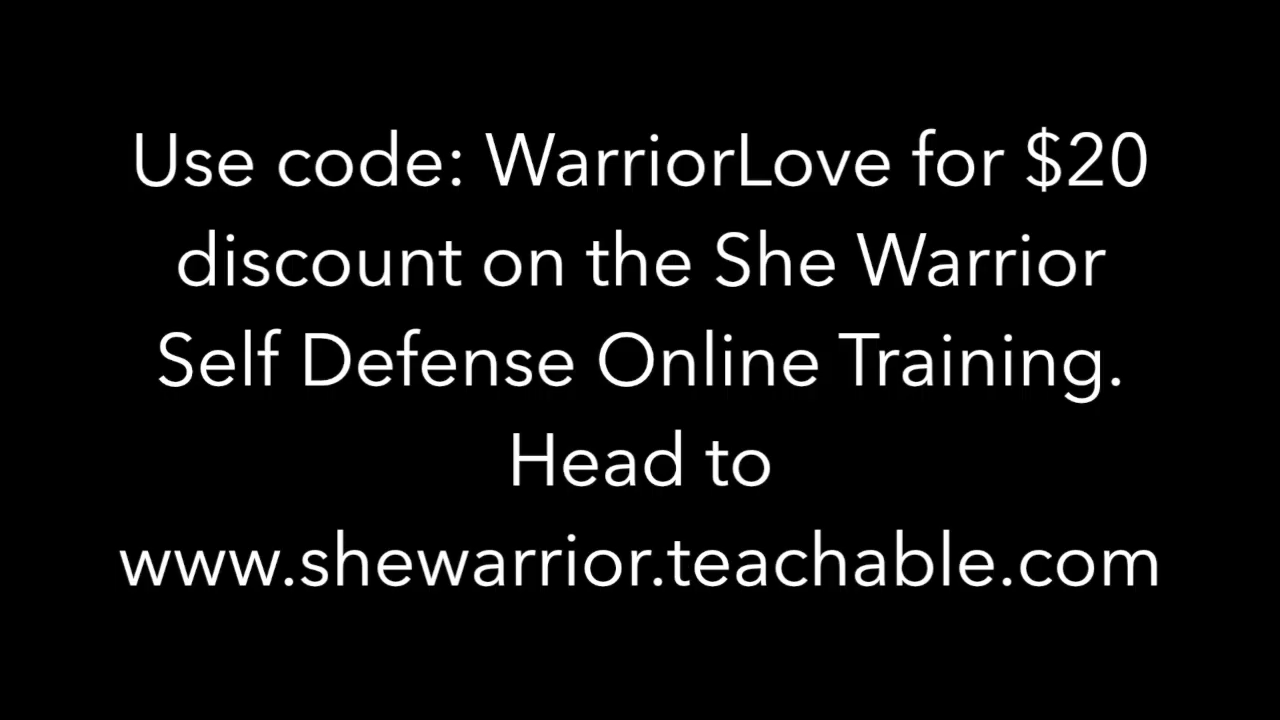 Use code: WarriorLove for $20
discount on the She Warrior
Self Defense Online Training.
Head to
www.shewarrior.teachable.com